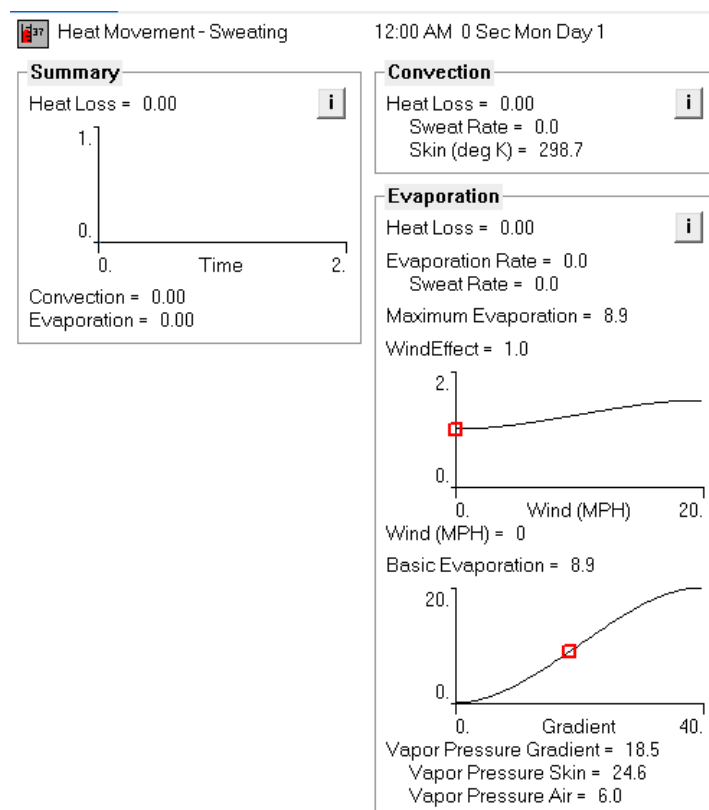 37 Heat Movement - Sweating
12:00 AM 0 Sec Mon Day 1
Summary
Heat Loss = 0.00
i
1.
0.
0. Time 2.
Convection = 0.00
Evaporation = 0.00
Convection
Heat Loss = 0.00
i
Sweat Rate = 0.0
Skin (deg K) = 298.7
Evaporation
Heat Loss = 0.00
i
Evaporation Rate = 0.0
Sweat Rate = 0.0
Maximum Evaporation = 8.9
WindEffect = 1.0
2.
0.
0. Wind (MPH) 20.
Wind (MPH) = 0
Basic Evaporation = 8.9
20.
0.
0. Gradient 40.
Vapor Pressure Gradient = 18.5
Vapor Pressure Skin = 24.6
Vapor Pressure Air = 6.0